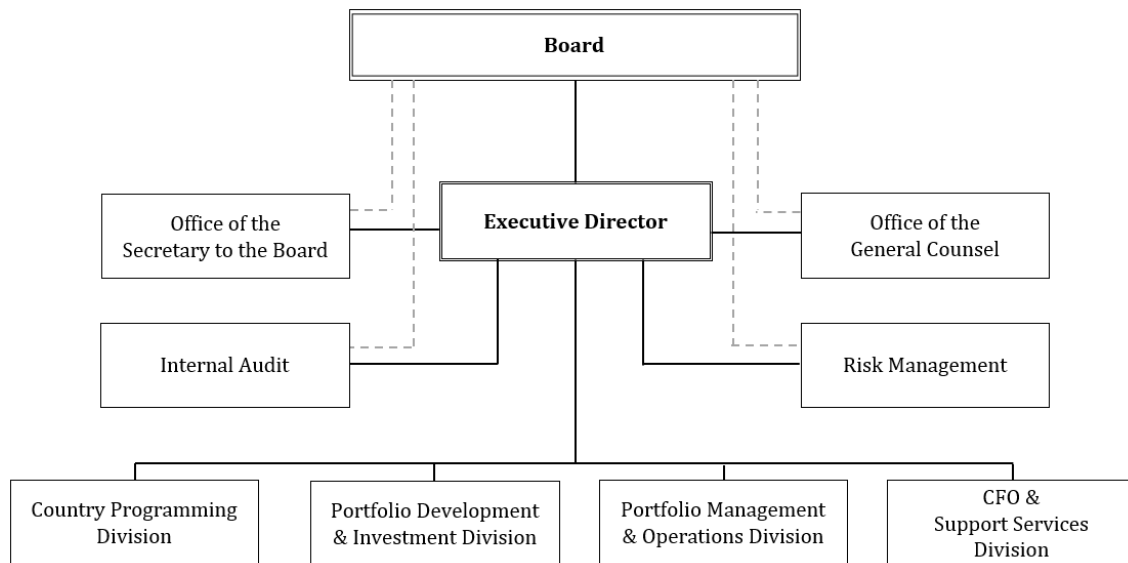 Board
Executive Director
Office of the
Secretary to the Board
Office of the
General Counsel
Internal Audit
Risk Management
Country Programming
Division
Portfolio Development
& Investment Division
Portfolio Management
& Operations Division
CFO &
Support Services
Division